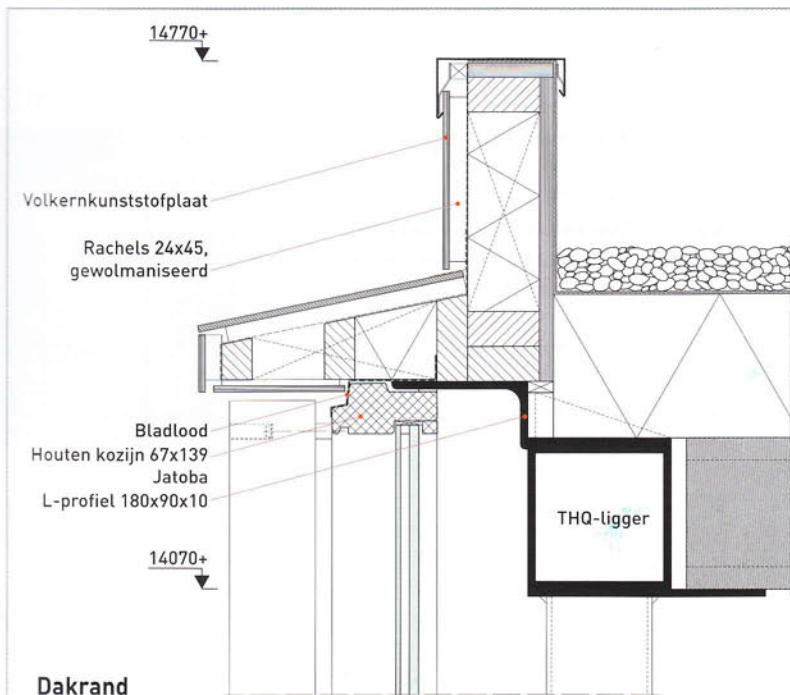 14770+
Volkernkunststofplaat
Rachels 24x45,
gewolmaniseerd
Bladlood
Houten kozijn 67x139
Jatoba
L-profiel 180x90x10
THQ-ligger
14070+
Dakrand